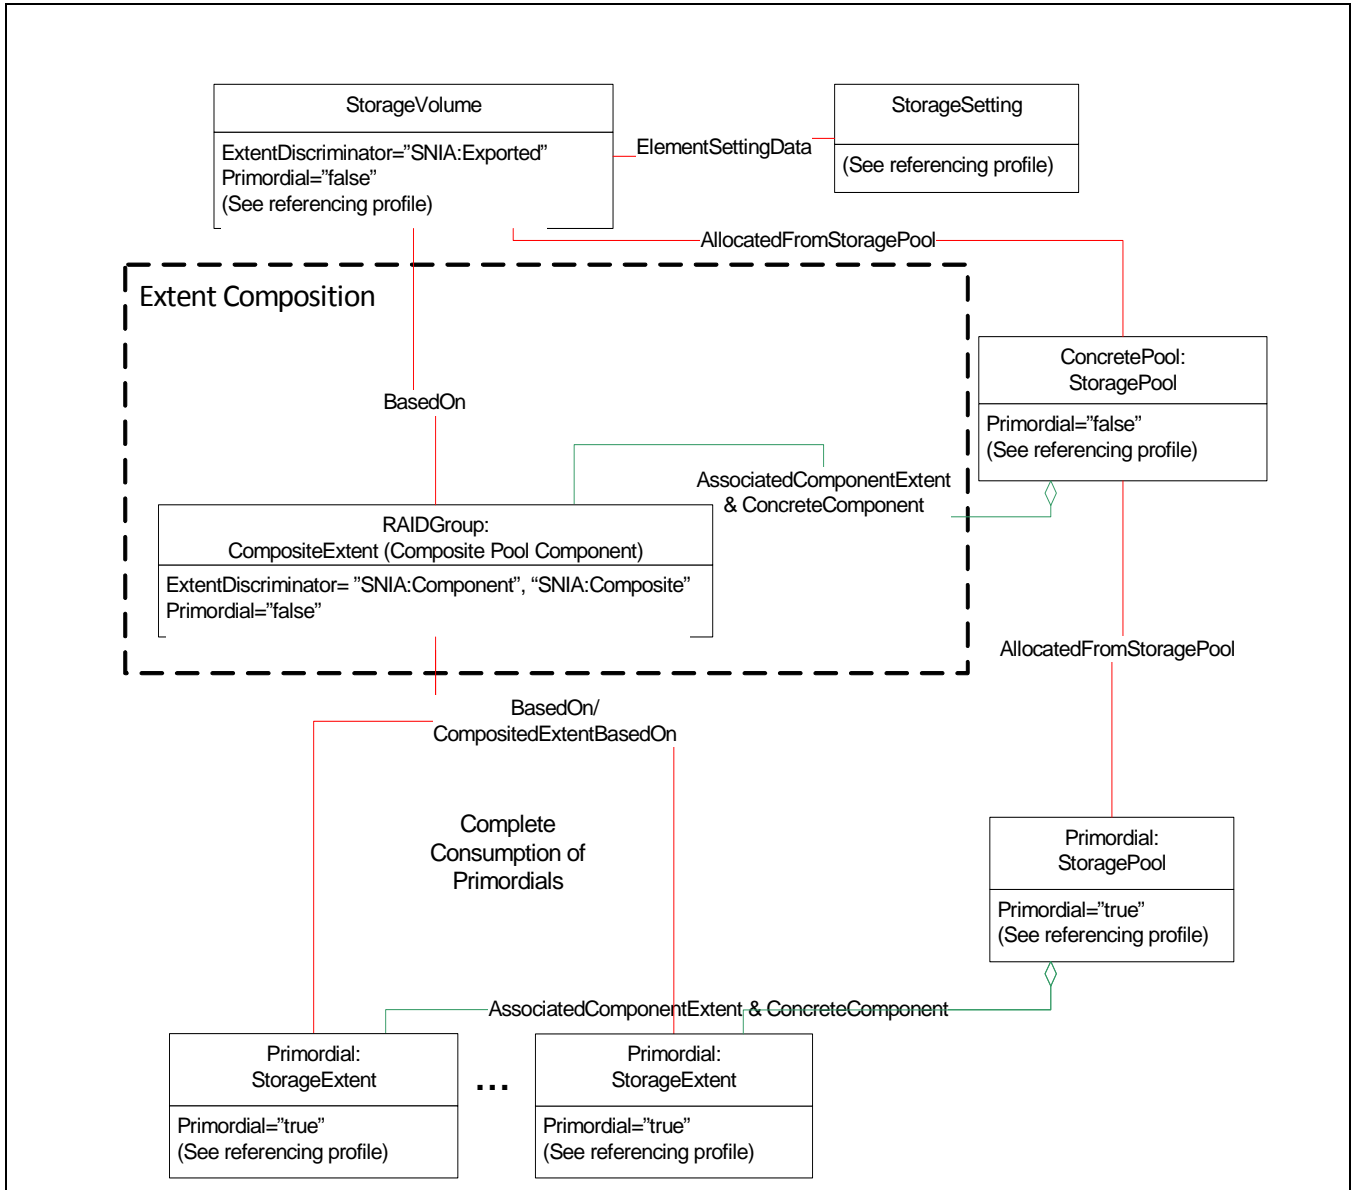 StorageVolume
ExtentDiscriminator=”SNIA:Exported”
Primordial=”false”
(See referencing profile)
ElementSettingData
StorageSetting
(See referencing profile)
AllocatedFromStoragePool
Extent Composition
ConcretePool:
StoragePool
Primordial=”false”
(See referencing profile)
BasedOn
AssociatedComponentExtent
& ConcreteComponent
RAIDGroup:
CompositeExtent (Composite Pool Component)
ExtentDiscriminator= ”SNIA:Component”, “SNIA:Composite”
Primordial=”false”
AllocatedFromStoragePool
BasedOn/
CompositedExtentBasedOn
Complete
Consumption of
Primordials
Primordial:
StoragePool
Primordial=”true”
(See referencing profile)
AssociatedComponentExtent & ConcreteComponent
Primordial:
StorageExtent
Primordial=”true”
(See referencing profile)
...
Primordial:
StorageExtent
Primordial=”true”
(See referencing profile)